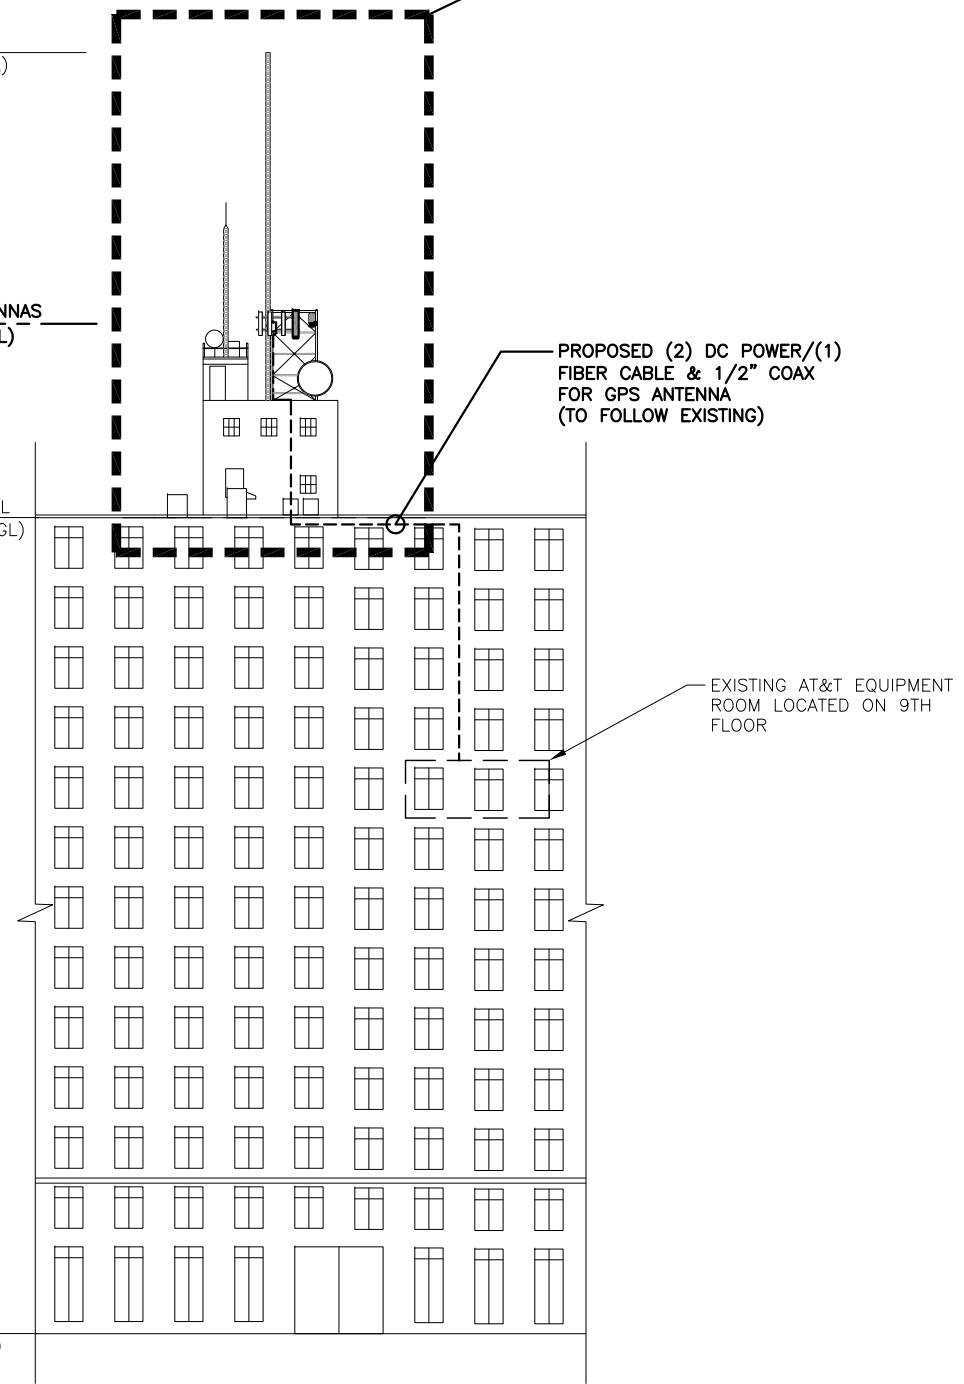 PROPOSED (2) DC POWER/(1)
FIBER CABLE & 1/2" COAX
FOR GPS ANTENNA
(TO FOLLOW EXISTING)
EXISTING AT&T EQUIPMENT
ROOM LOCATED ON 9TH
FLOOR